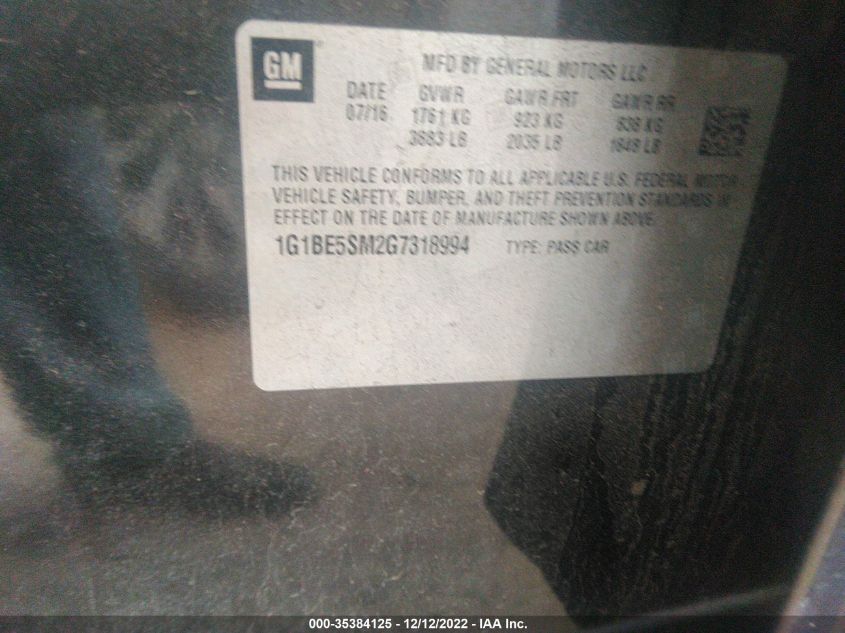 GM
MFD BY GENERAL MOTORS LLC
DATE GVWR GAWR FRT GAWR RR
07/16 1761 KG 923 KG 838 KG
3883 LB 2035 LB 1848 LB
THIS VEHICLE CONFORMS TO ALL APPLICABLE U.S. FEDERAL MOTOR
VEHICLE SAFETY, BUMPER, AND THEFT PREVENTION STANDARDS IN
EFFECT ON THE DATE OF MANUFACTURE SHOWN ABOVE.
1G1BE5SM2G7318994 TYPE: PASS CAR
000-35384125 - 12/12/2022 - IAA Inc.